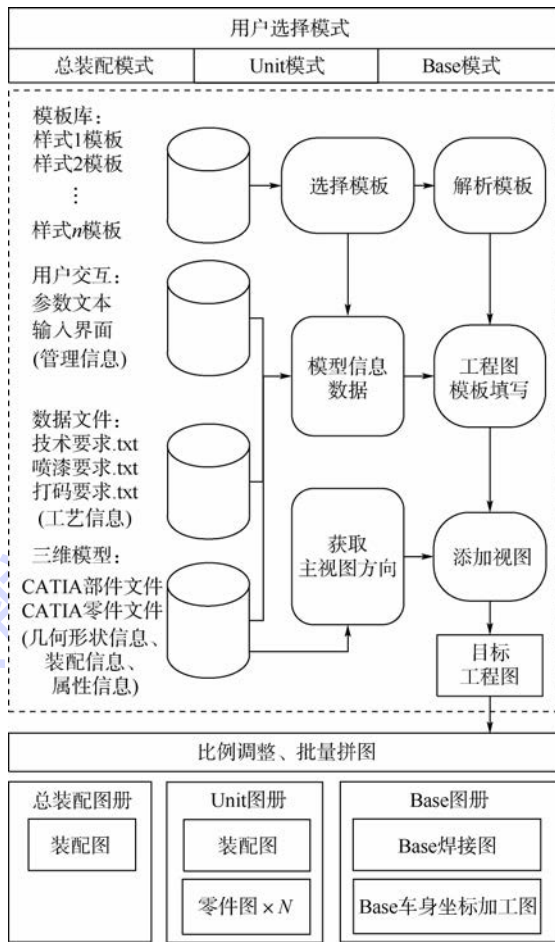 用户选择模式
总装配模式
Unit模式
Base模式
模板库:
样式1模板
样式2模板
⋮
样式n模板
选择模板
解析模板
用户交互:
参数文本
输入界面
(管理信息)
模型信息
数据
工程图
模板填写
数据文件:
技术要求.txt
喷漆要求.txt
打码要求.txt
(工艺信息)
获取
主视图方向
添加视图
三维模型:
CATIA部件文件
CATIA零件文件
(几何形状信息、
装配信息、
属性信息)
目标
工程图
比例调整、批量拼图
总装配图册
装配图
Unit图册
装配图
零件图×N
Base图册
Base焊接图
Base车身坐标加工图